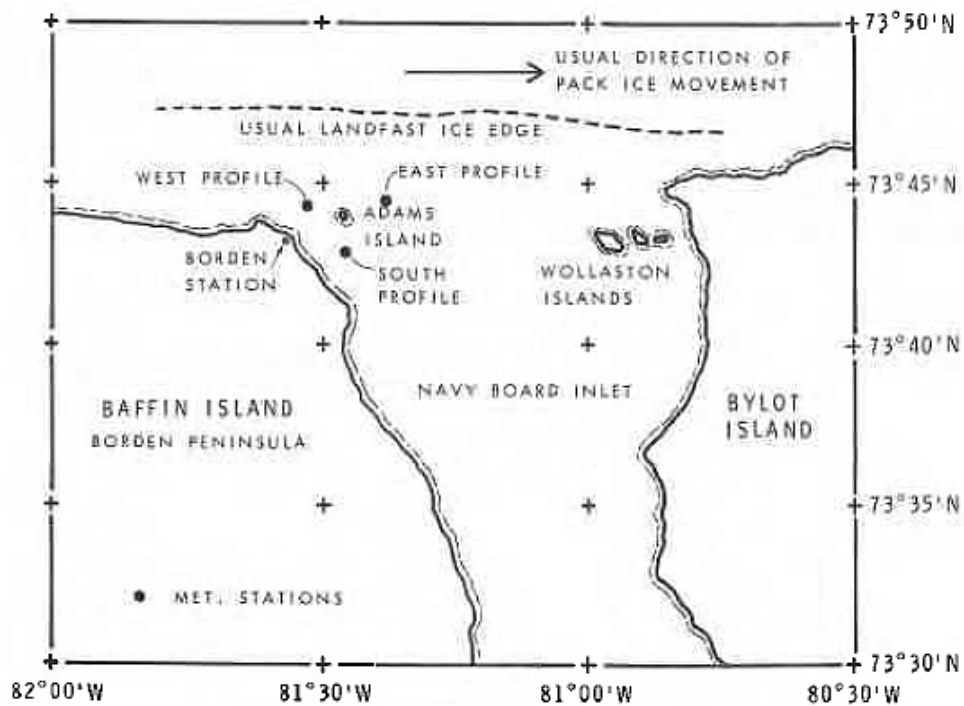 73°50'N
USUAL DIRECTION OF
PACK ICE MOVEMENT
USUAL LANDFAST ICE EDGE
WEST PROFILE
EAST PROFILE
73°45'N
ADAMS
ISLAND
BORDEN
STATION
SOUTH
PROFILE
WOLLASTON
ISLANDS
73°40'N
NAVY BOARD INLET
BAFFIN ISLAND
BORDEN PENINSULA
BYLOT
ISLAND
73°35'N
MET. STATIONS
73°30'N
82°00'W
81°30'W
81°00'W
80°30'W